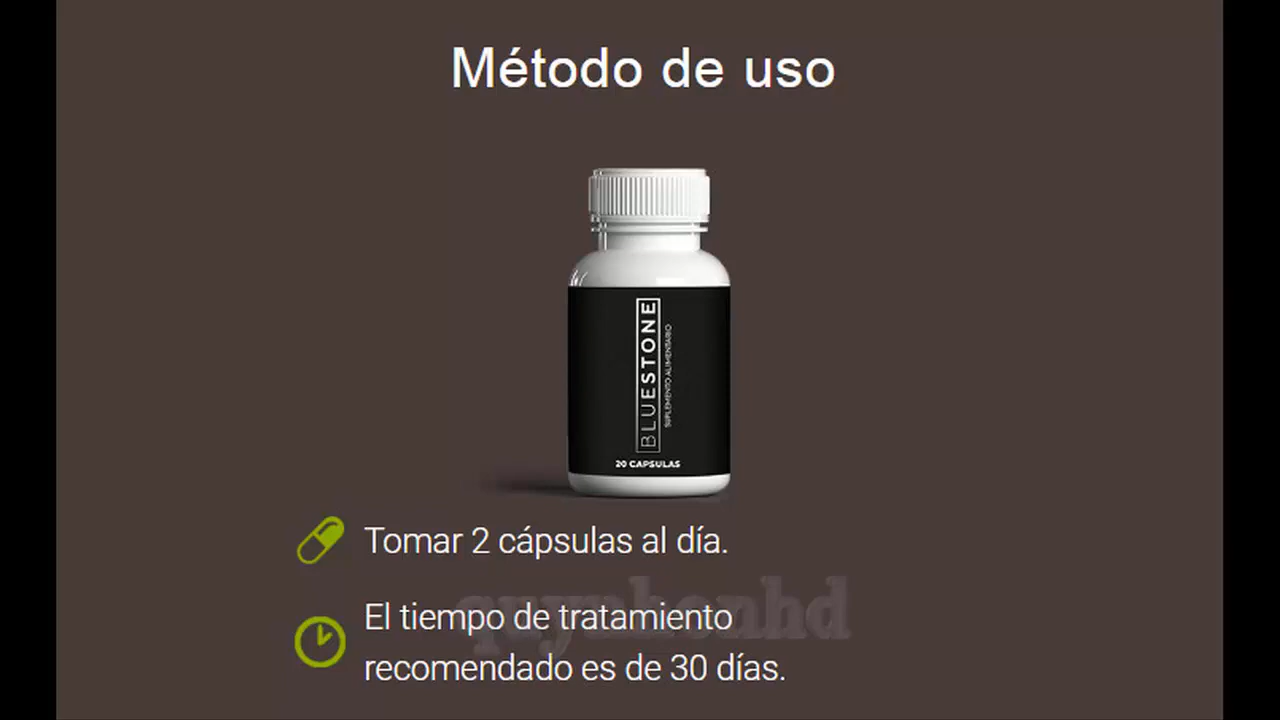 Método de uso
BLUESTONE
SUPLEMENTO ALIMENTARIO
20 CAPSULAS
Tomar 2 cápsulas al día.
El tiempo de tratamiento
recomendado es de 30 días.
quynhonhd